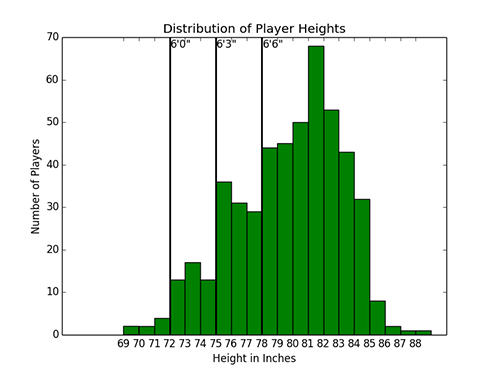 Distribution of Player Heights
70
6'0" 6'3" 6'6"
60
50
40
30
20
10
0
Number of Players
69 70 71 72 73 74 75 76 77 78 79 80 81 82 83 84 85 86 87 88
Height in Inches